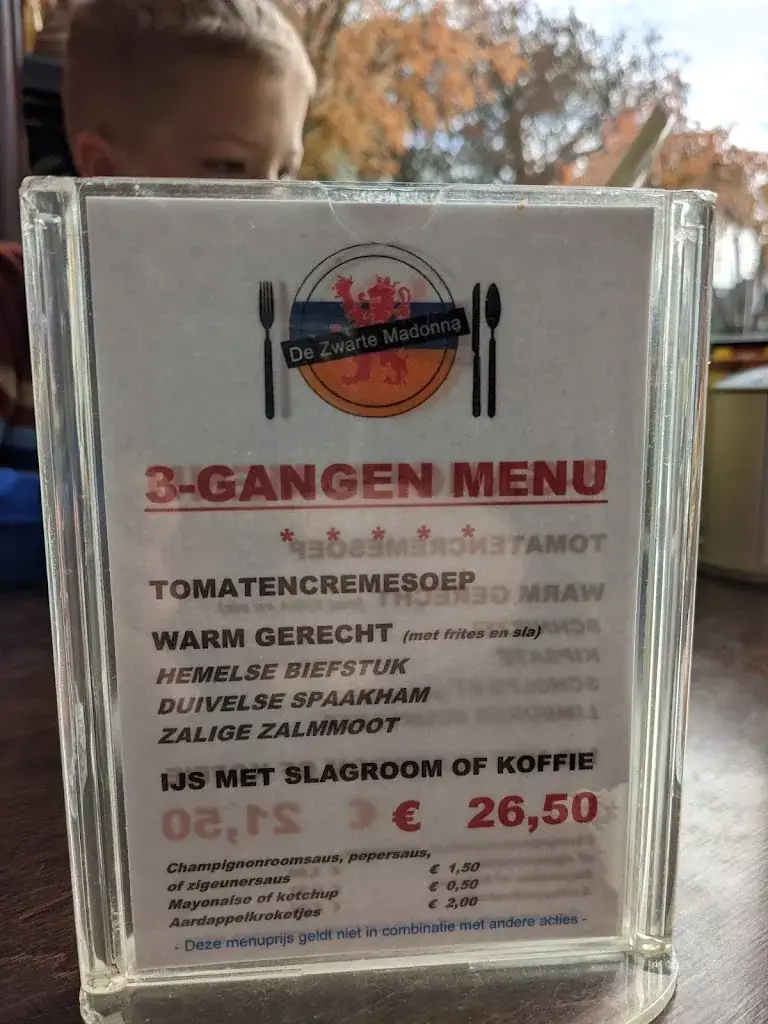 De Zwarte Madonna
3-GANGEN MENU
* * * * *
TOMATENCREMESOEP
WARM GERECHT (met frites en sla)
HEMELSE BIEFSTUK
DUIVELSE SPAAKHAM
ZALIGE ZALMMOOT
IJS MET SLAGROOM OF KOFFIE
€ 26,50
Champignonroomsaus, pepersaus,
of zigeunersaus € 1,50
Mayonaise of ketchup € 0,50
Aardappelkroketjes € 2,00
- Deze menuprijs geldt niet in combinatie met andere acties -